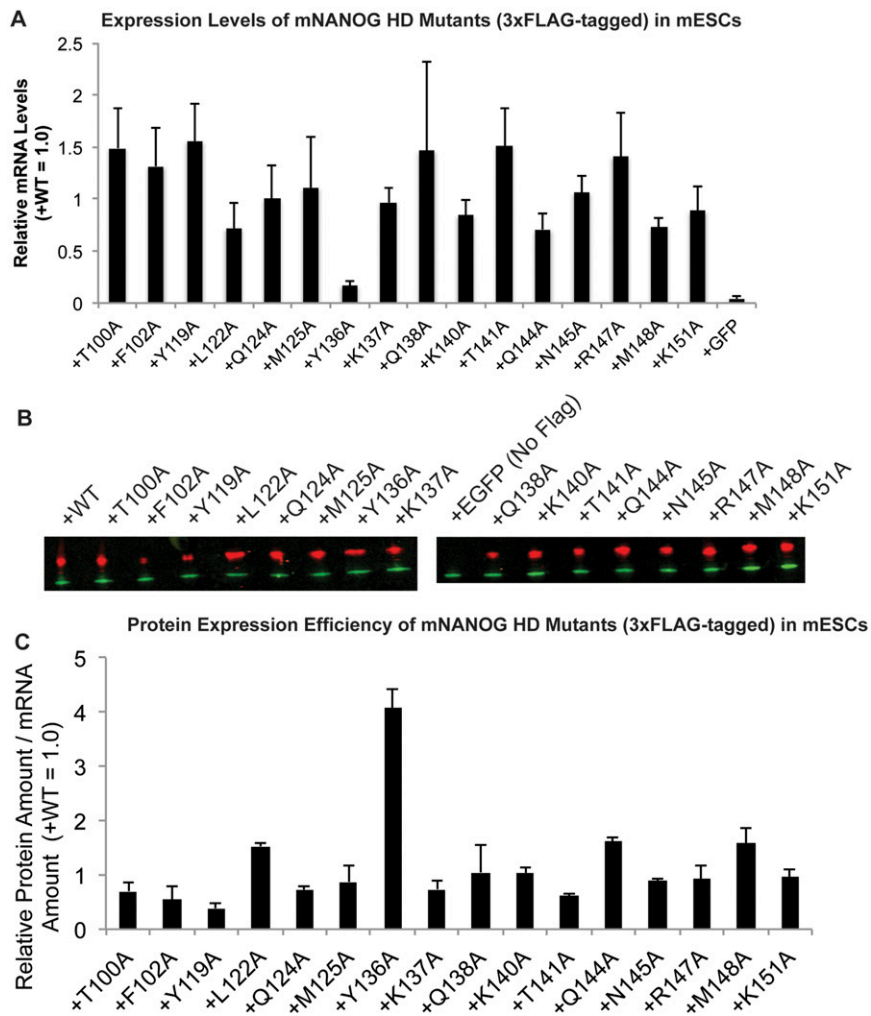 A
Expression Levels of mNANOG HD Mutants (3xFLAG-tagged) in mESCs
Relative mRNA Levels
(+WT = 1.0)
2.5
2
1.5
1
0.5
0
+T100A
+F102A
+Y119A
+L122A
+Q124A
+M125A
+Y136A
+K137A
+Q138A
+K140A
+T141A
+Q144A
+N145A
+R147A
+M148A
+K151A
+GFP
B
+WT
+T100A
+F102A
+Y119A
+L122A
+Q124A
+M125A
+Y136A
+K137A
+EGFP (No Flag)
+Q138A
+K140A
+T141A
+Q144A
+N145A
+R147A
+M148A
+K151A
C
Protein Expression Efficiency of mNANOG HD Mutants (3xFLAG-tagged) in mESCs
Relative Protein Amount / mRNA
Amount (+WT = 1.0)
5
4
3
2
1
0
+T100A
+F102A
+Y119A
+L122A
+Q124A
+M125A
+Y136A
+K137A
+Q138A
+K140A
+T141A
+Q144A
+N145A
+R147A
+M148A
+K151A